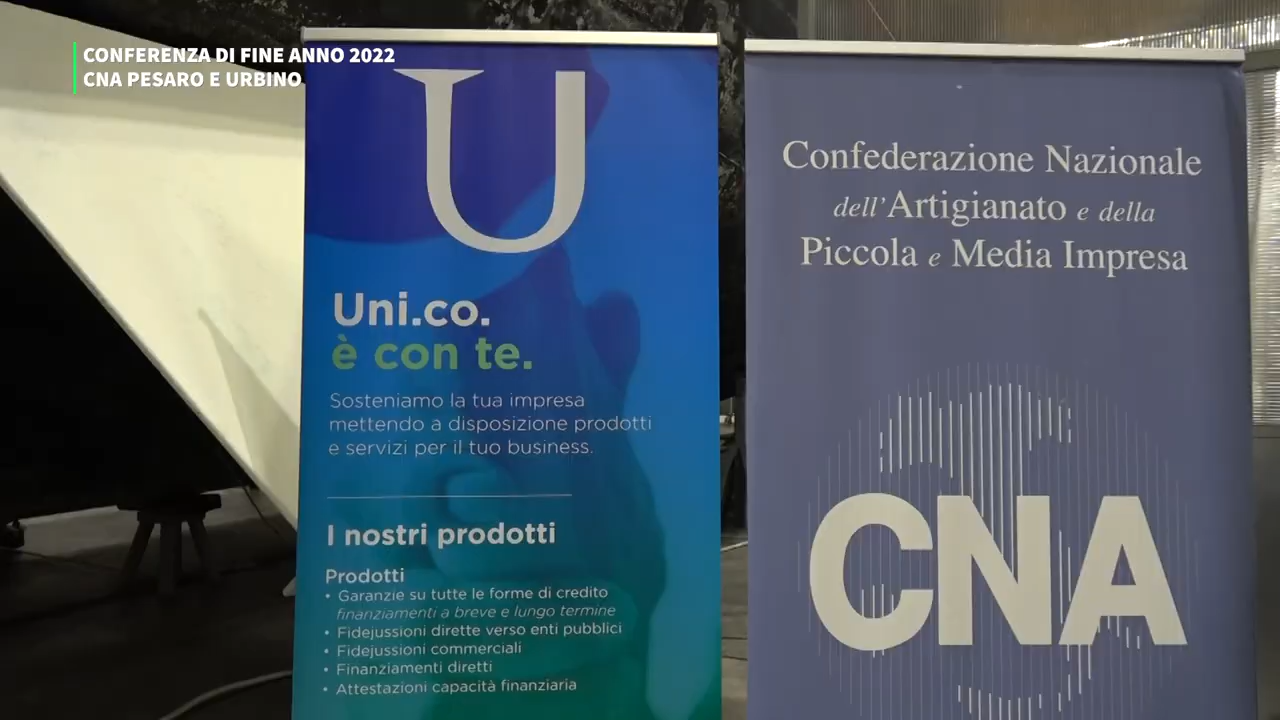 CONFERENZA DI FINE ANNO 2022
CNA PESARO E URBINO
U
Uni.co.
è con te.
Sosteniamo la tua impresa
mettendo a disposizione prodotti
e servizi per il tuo business.
I nostri prodotti
Prodotti
• Garanzie su tutte le forme di credito
finanziamenti a breve e lungo termine
• Fidejussioni dirette verso enti pubblici
• Fidejussioni commerciali
• Finanziamenti diretti
• Attestazioni capacità finanziaria
Confederazione Nazionale
dell'Artigianato e della
Piccola e Media Impresa
CNA